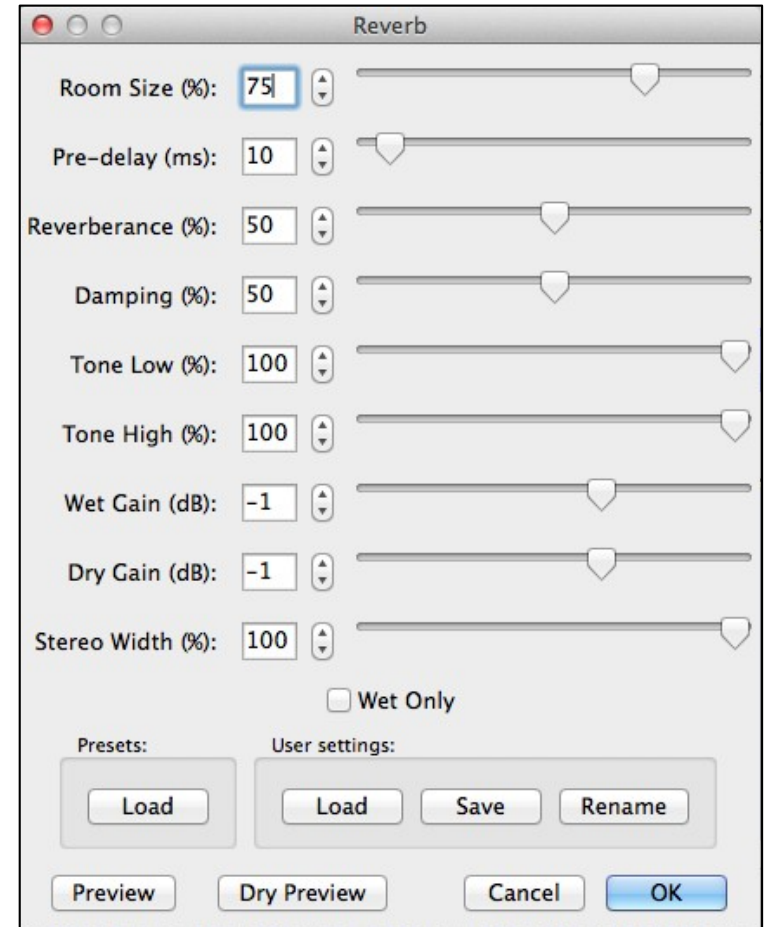 Reverb
Room Size (%): 75
Pre-delay (ms): 10
Reverberance (%): 50
Damping (%): 50
Tone Low (%): 100
Tone High (%): 100
Wet Gain (dB): -1
Dry Gain (dB): -1
Stereo Width (%): 100
Wet Only
Presets: User settings:
Load Load Save Rename
Preview Dry Preview Cancel OK